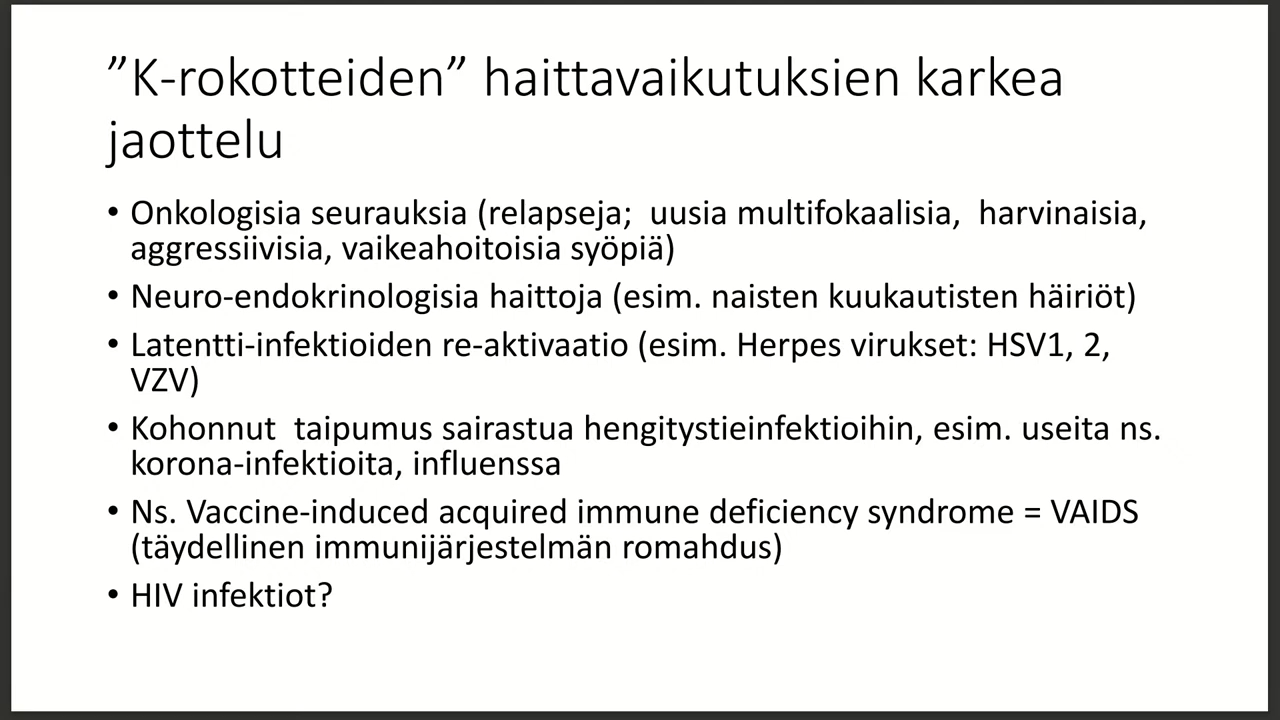 ”K-rokotteiden” haittavaikutuksien karkea
jaottelu
• Onkologisia seurauksia (relapseja;  uusia multifokaalisia,  harvinaisia,
aggressiivisia, vaikeahoitoisia syöpiä)
• Neuro-endokrinologisia haittoja (esim. naisten kuukautisten häiriöt)
• Latentti-infektioiden re-aktivaatio (esim. Herpes virukset: HSV1, 2,
VZV)
• Kohonnut  taipumus sairastua hengitystieinfektioihin, esim. useita ns.
korona-infektioita, influenssa
• Ns. Vaccine-induced acquired immune deficiency syndrome = VAIDS
(täydellinen immunijärjestelmän romahdus)
• HIV infektiot?